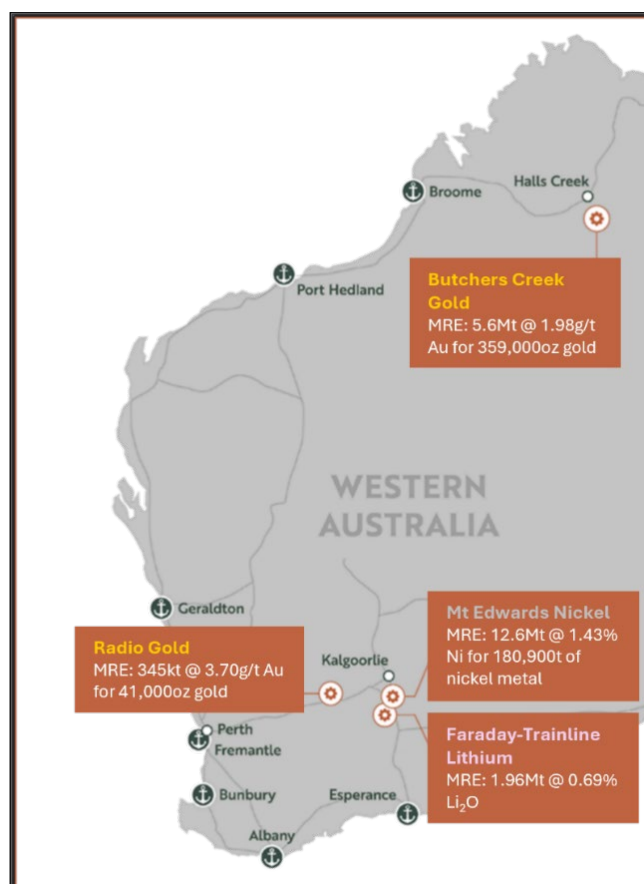 Halls Creek
Broome
Port Hedland
Butchers Creek
Gold
MRE: 5.6Mt @ 1.98g/t
Au for 359,000oz gold
WESTERN
AUSTRALIA
Geraldton
Mt Edwards Nickel
MRE: 12.6Mt @ 1.43%
Ni for 180,900t of
nickel metal
Radio Gold
MRE: 345kt @ 3.70g/t Au
for 41,000oz gold
Kalgoorlie
Perth
Fremantle
Faraday-Trainline
Lithium
MRE: 1.96Mt @ 0.69%
Li₂O
Bunbury
Esperance
Albany